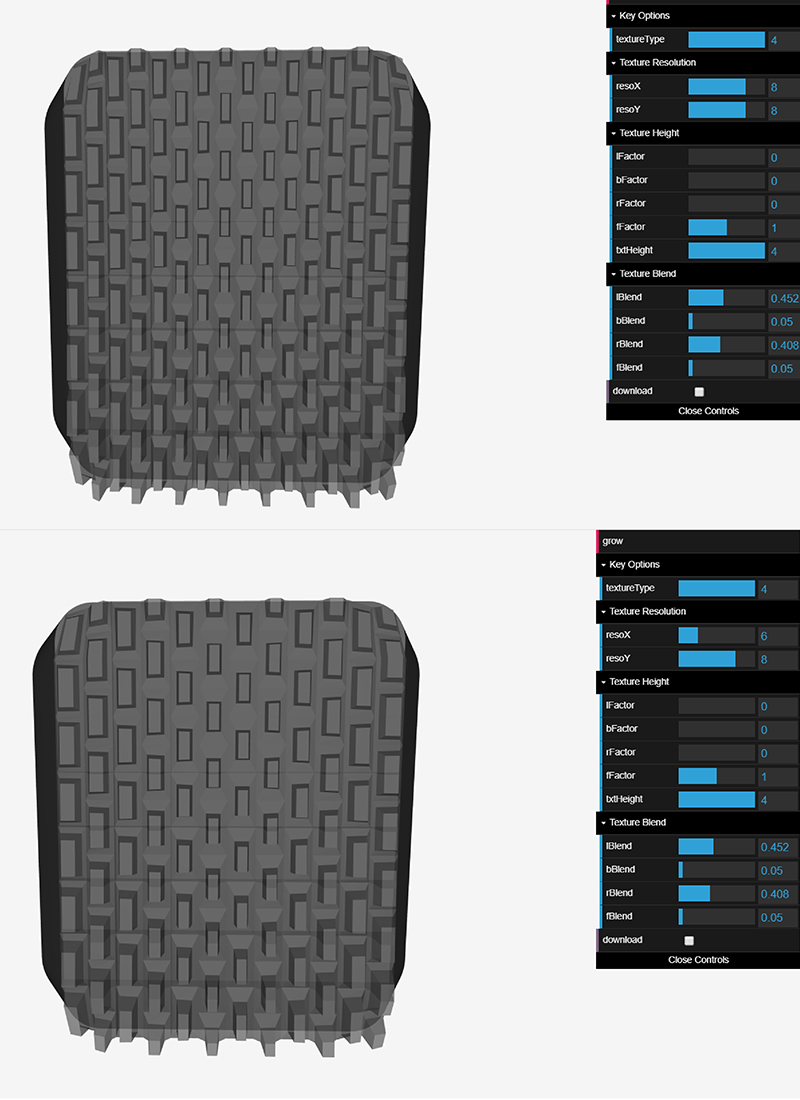 Key Options
textureType 4
Texture Resolution
resoX 8
resoY 8
Texture Height
lFactor 0
bFactor 0
rFactor 0
fFactor 1
txtHeight 4
Texture Blend
lBlend 0.452
bBlend 0.05
rBlend 0.408
fBlend 0.05
download
Close Controls
grow
Key Options
textureType 4
Texture Resolution
resoX 6
resoY 8
Texture Height
lFactor 0
bFactor 0
rFactor 0
fFactor 1
txtHeight 4
Texture Blend
lBlend 0.452
bBlend 0.05
rBlend 0.408
fBlend 0.05
download
Close Controls